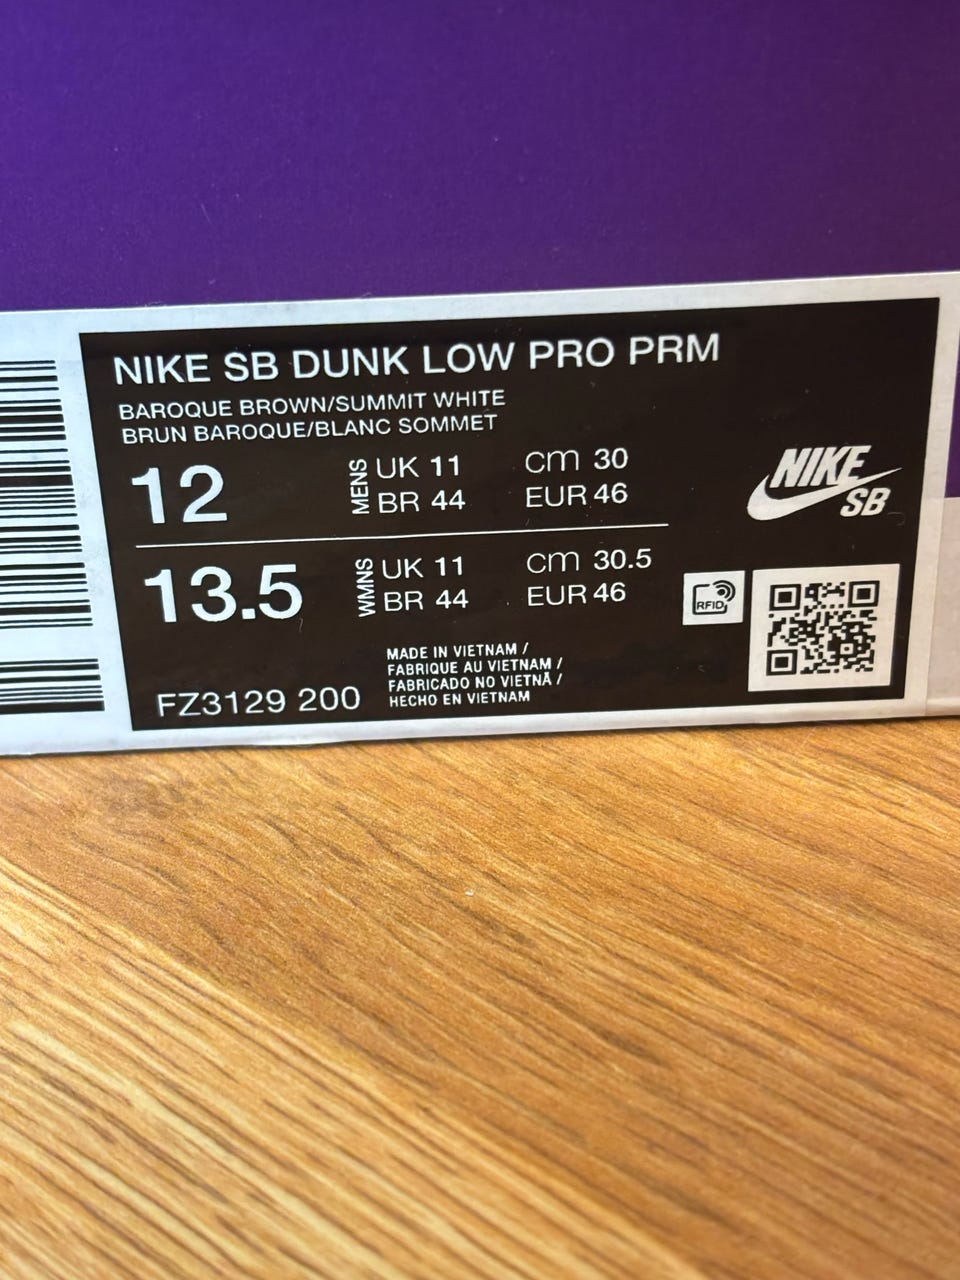 NIKE SB DUNK LOW PRO PRM
BAROQUE BROWN/SUMMIT WHITE
BRUN BAROQUE/BLANC SOMMET
12 MENS UK 11 cm 30
BR 44 EUR 46
13.5 WMNS UK 11 cm 30.5
BR 44 EUR 46
NIKE
SB
RFID
MADE IN VIETNAM /
FABRIQUE AU VIETNAM /
FABRICADO NO VIETNÃ /
HECHO EN VIETNAM
FZ3129 200